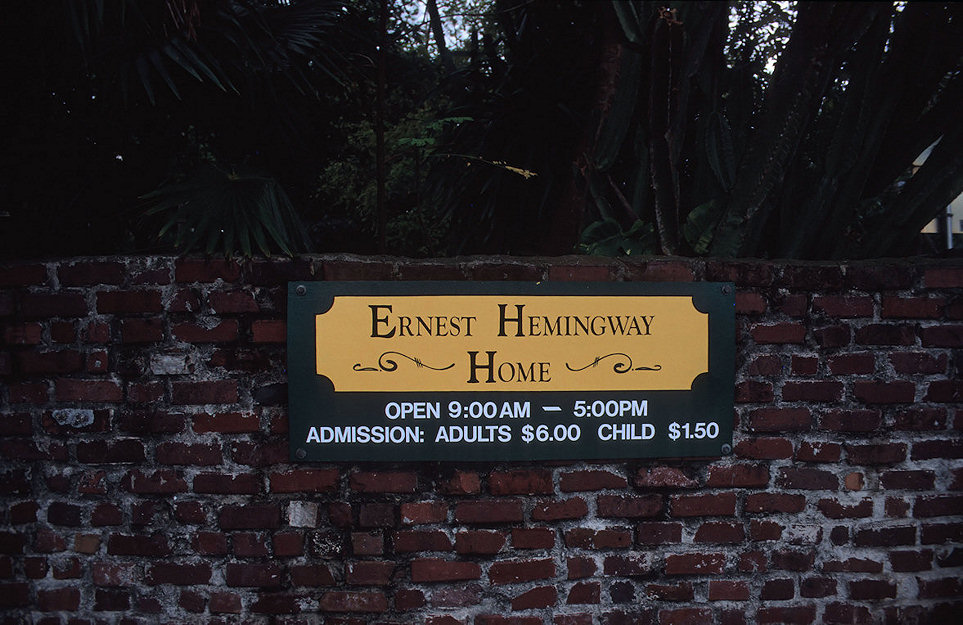 Ernest Hemingway
Home
OPEN 9:00AM – 5:00PM
ADMISSION: ADULTS $6.00 CHILD $1.50